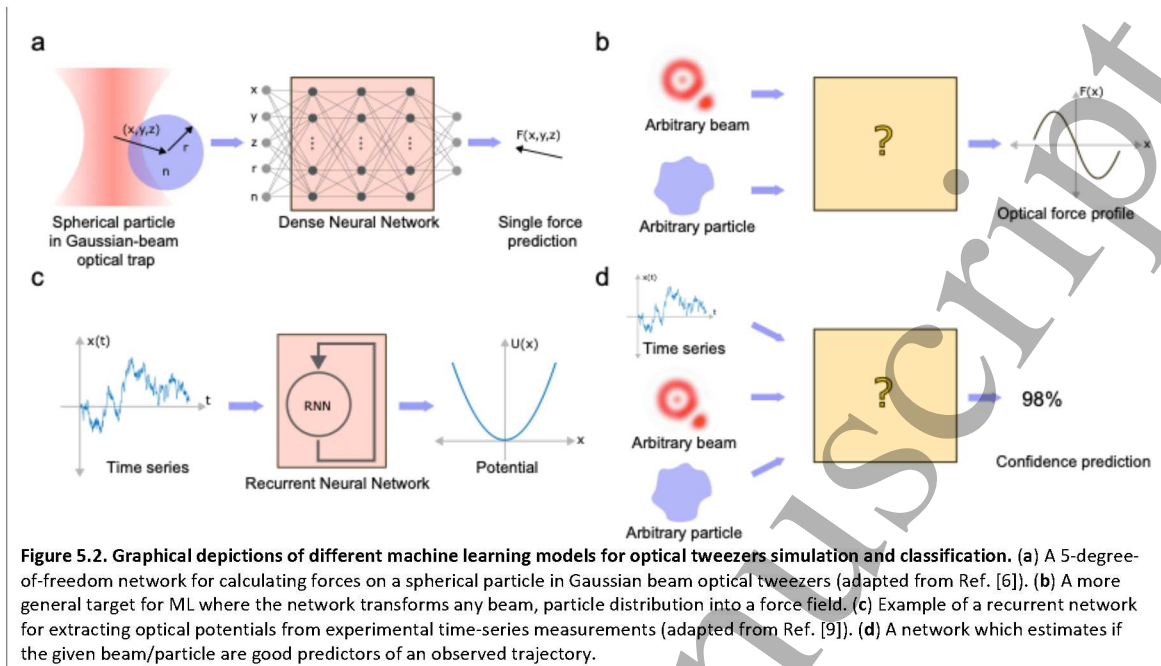 a
(x,y,z)
r
n
Spherical particle
in Gaussian-beam
optical trap
x
y
z
r
n
Dense Neural Network
F(x,y,z)
Single force
prediction
b
Arbitrary beam
Arbitrary particle
?
F(x)
x
Optical force profile
c
x(t)
t
Time series
RNN
Recurrent Neural Network
U(x)
x
Potential
d
x(t)
t
Time series
Arbitrary beam
Arbitrary particle
?
98%
Confidence prediction
Figure 5.2. Graphical depictions of different machine learning models for optical tweezers simulation and classification. (a) A 5-degree-
of-freedom network for calculating forces on a spherical particle in Gaussian beam optical tweezers (adapted from Ref. [6]). (b) A more
general target for ML where the network transforms any beam, particle distribution into a force field. (c) Example of a recurrent network
for extracting optical potentials from experimental time-series measurements (adapted from Ref. [9]). (d) A network which estimates if
the given beam/particle are good predictors of an observed trajectory.